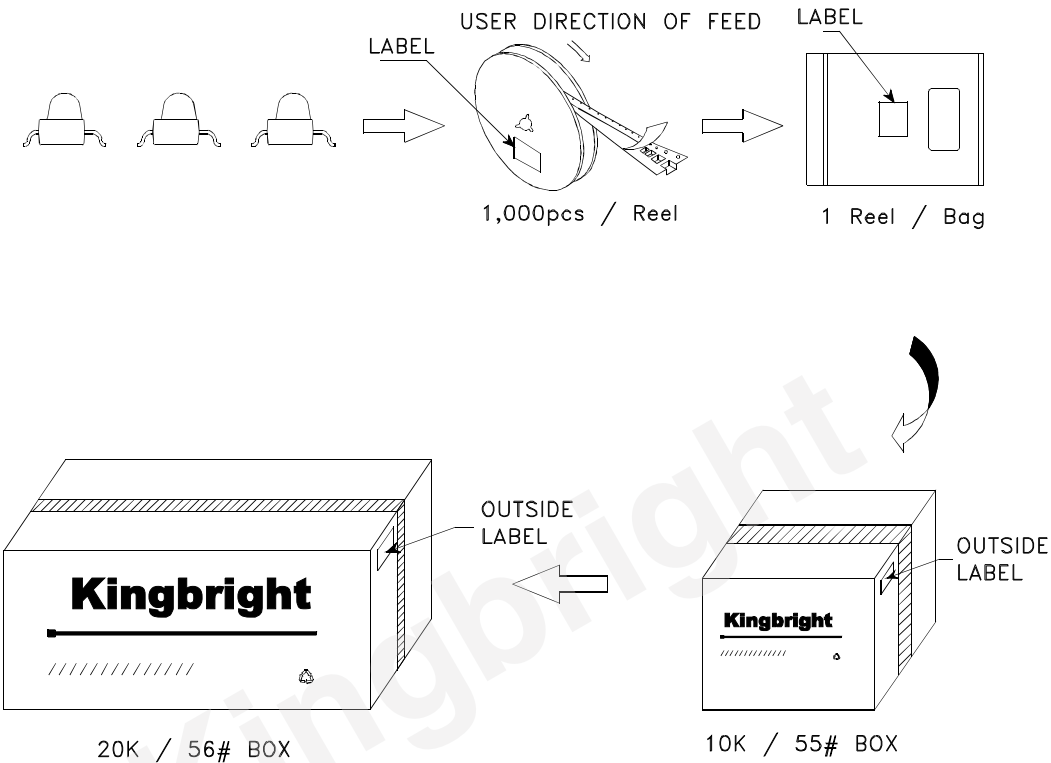 USER DIRECTION OF FEED
LABEL
LABEL
1,000pcs / Reel
1 Reel / Bag
OUTSIDE
LABEL
OUTSIDE
LABEL
Kingbright
Kingbright
20K / 56# BOX
10K / 55# BOX
Kingbright